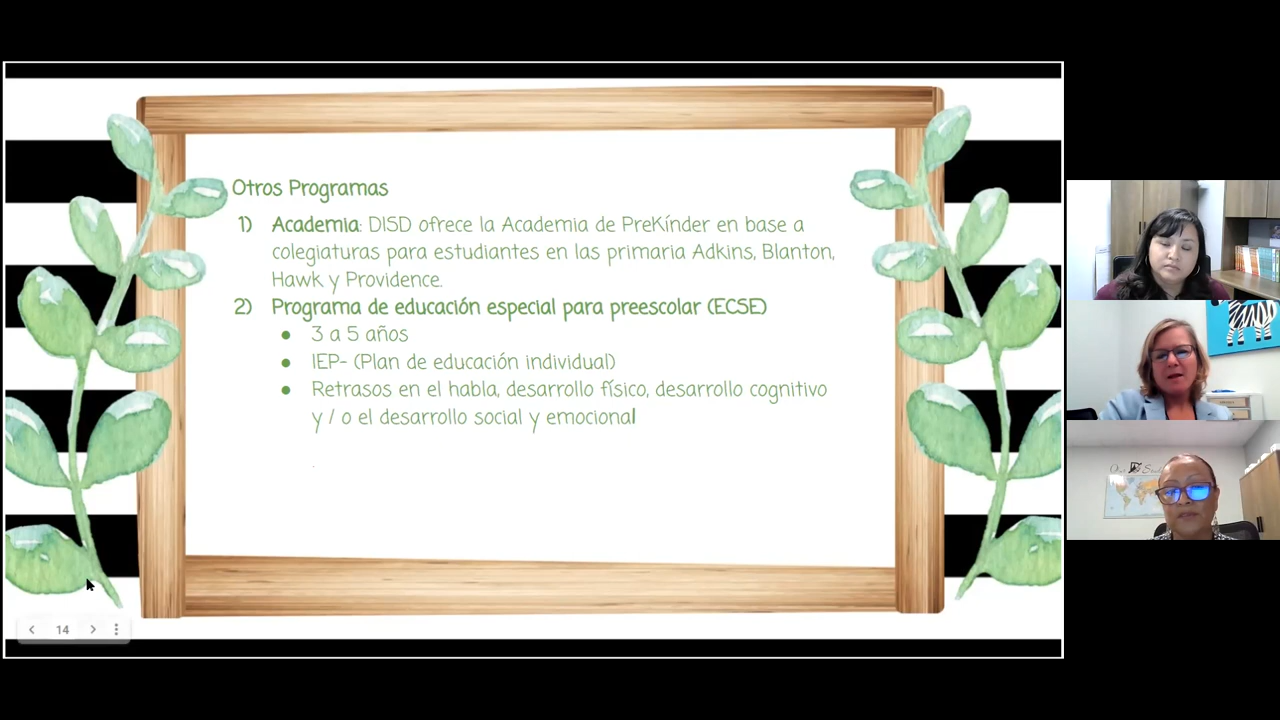 Otros Programas
1) Academia: DISD ofrece la Academia de PreKínder en base a
colegiaturas para estudiantes en las primaria Adkins, Blanton,
Hawk y Providence.
2) Programa de educación especial para preescolar (ECSE)
● 3 a 5 años
● IEP- (Plan de educación individual)
● Retrasos en el habla, desarrollo físico, desarrollo cognitivo
y / o el desarrollo social y emocional
14